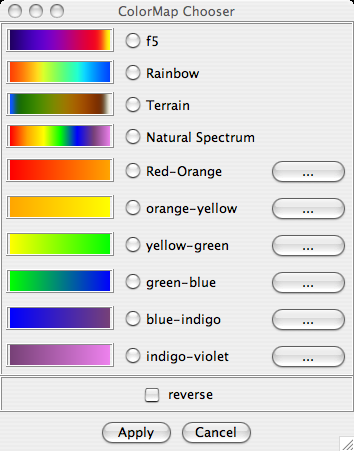 ColorMap Chooser
f5
Rainbow
Terrain
Natural Spectrum
Red-Orange ...
orange-yellow ...
yellow-green ...
green-blue ...
blue-indigo ...
indigo-violet ...
reverse
Apply Cancel